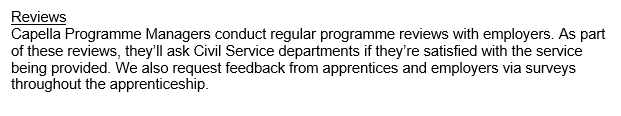 Reviews
Capella Programme Managers conduct regular programme reviews with employers. As part
of these reviews, they'll ask Civil Service departments if they're satisfied with the service
being provided. We also request feedback from apprentices and employers via surveys
throughout the apprenticeship.